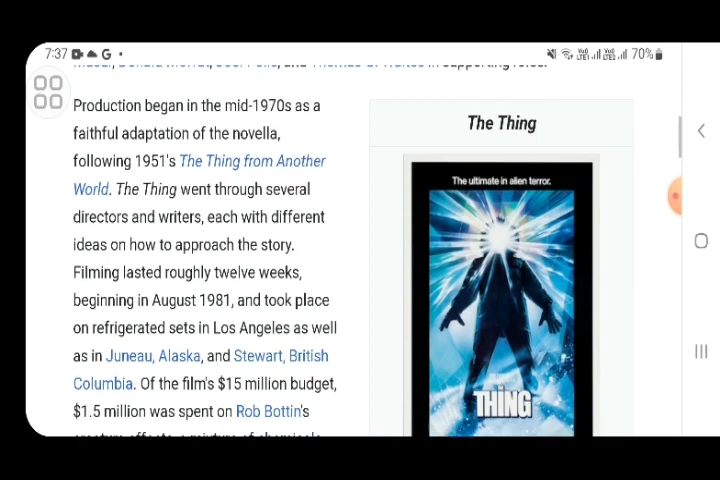 7:37
70%
in supporting roles.
Production began in the mid-1970s as a
faithful adaptation of the novella,
following 1951's The Thing from Another
World. The Thing went through several
directors and writers, each with different
ideas on how to approach the story.
Filming lasted roughly twelve weeks,
beginning in August 1981, and took place
on refrigerated sets in Los Angeles as well
as in Juneau, Alaska, and Stewart, British
Columbia. Of the film's $15 million budget,
$1.5 million was spent on Rob Bottin's
The Thing
The ultimate in alien terror.
THE THING